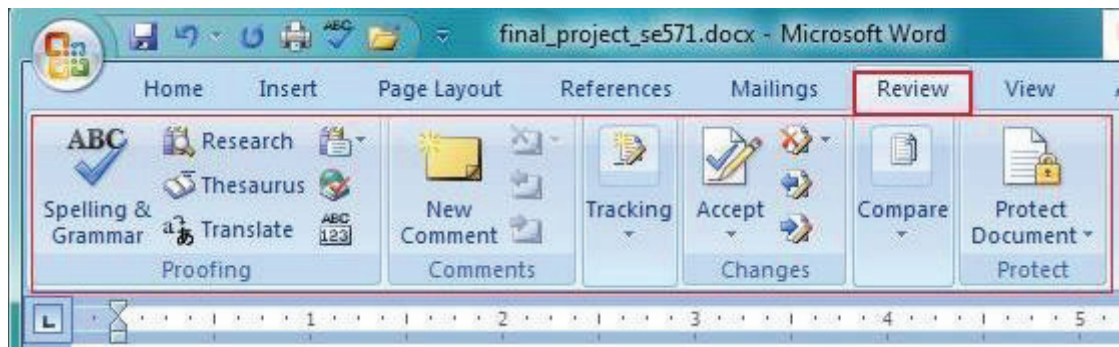 ABC
final_project_se571.docx - Microsoft Word
Home Insert Page Layout References Mailings Review View
ABC
Spelling &
Grammar
Research
Thesaurus
Translate
ABC
123
Proofing
New
Comment
Comments
Tracking
Accept
Changes
Compare
Protect
Document
Protect
L
1 2 3 4 5